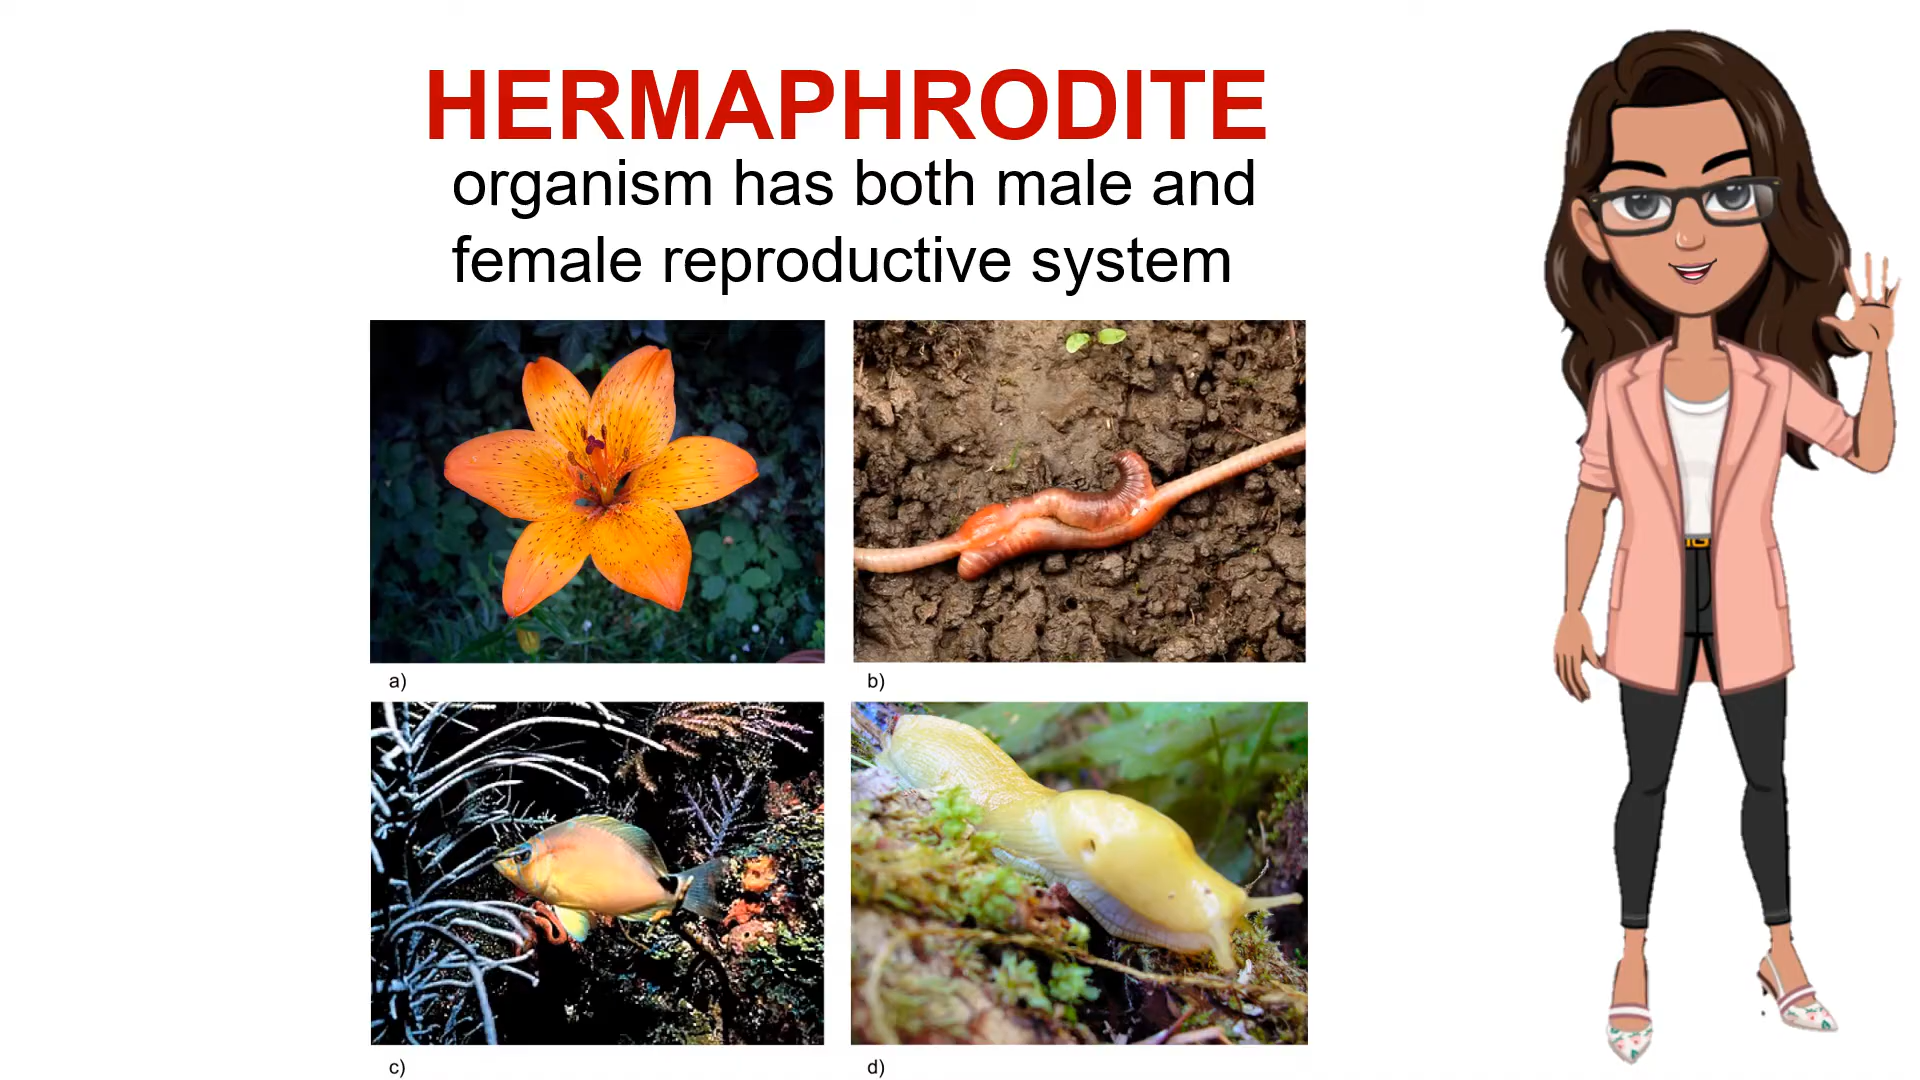 HERMAPHRODITE
organism has both male and
female reproductive system
a)
b)
c)
d)